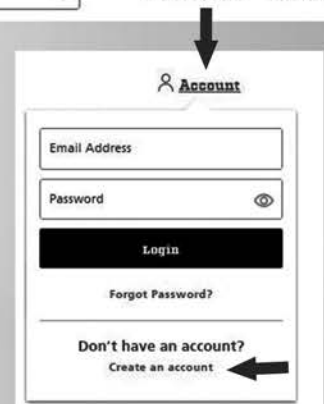 Account
Email Address
Password
Login
Forgot Password?
Don't have an account?
Create an account